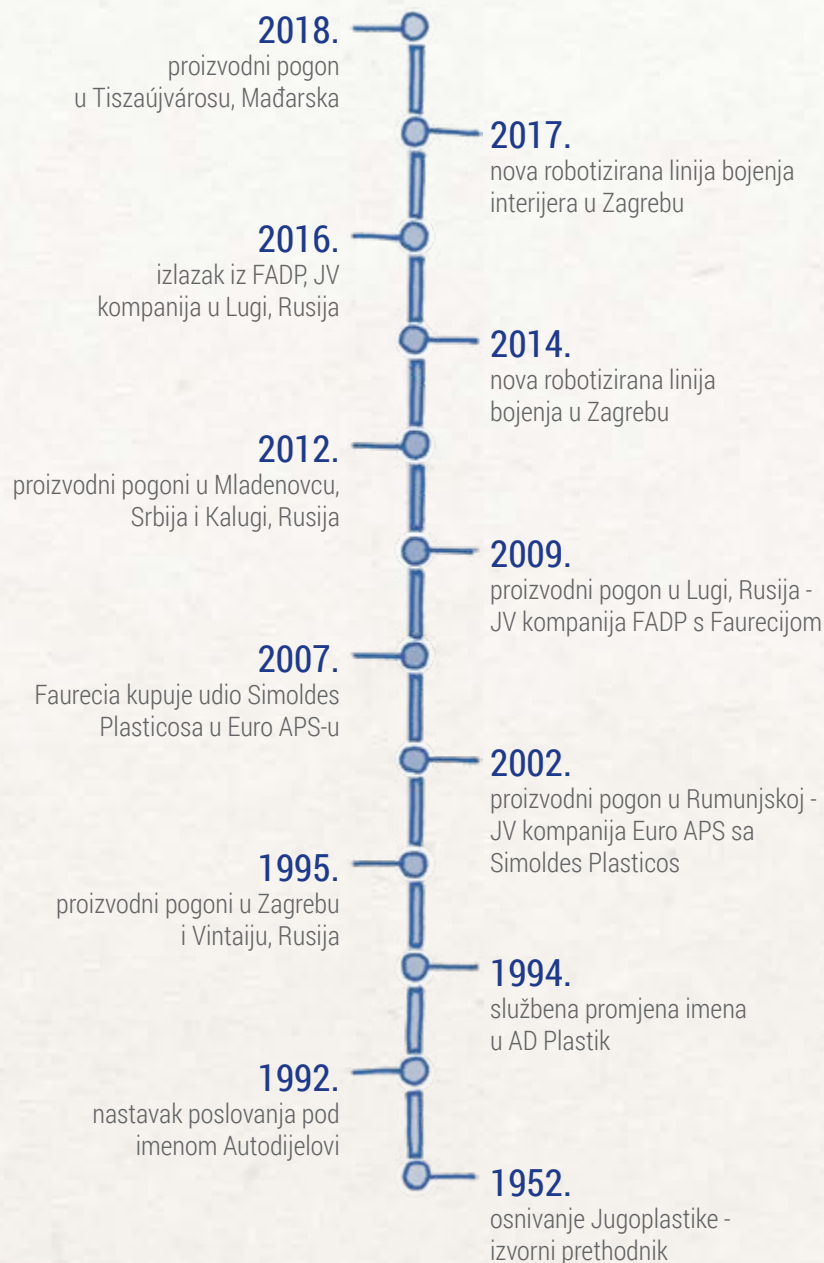 2018.
proizvodni pogon
u Tiszaújvárosu, Mađarska
2017.
nova robotizirana linija bojenja
interijera u Zagrebu
2016.
izlazak iz FADP, JV
kompanija u Lugi, Rusija
2014.
nova robotizirana linija
bojenja u Zagrebu
2012.
proizvodni pogoni u Mladenovcu,
Srbija i Kalugi, Rusija
2009.
proizvodni pogon u Lugi, Rusija -
JV kompanija FADP s Faurecijom
2007.
Faurecia kupuje udio Simoldes
Plasticosa u Euro APS-u
2002.
proizvodni pogon u Rumunjskoj -
JV kompanija Euro APS sa
Simoldes Plasticos
1995.
proizvodni pogoni u Zagrebu
i Vintaiju, Rusija
1994.
službena promjena imena
u AD Plastik
1992.
nastavak poslovanja pod
imenom Autodijelovi
1952.
osnivanje Jugoplastike -
izvorni prethodnik